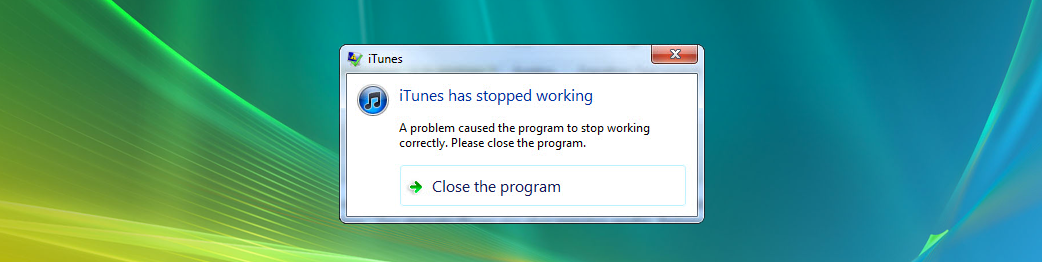 iTunes
iTunes has stopped working
A problem caused the program to stop working
correctly. Please close the program.
Close the program